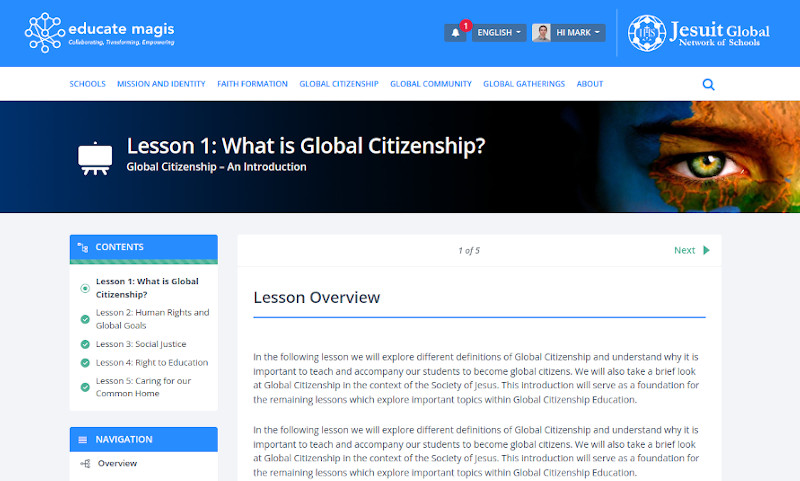 educate magis
Collaborating, Transforming, Empowering
1
ENGLISH
HI MARK
IHS
Jesuit Global
Network of Schools
SCHOOLS MISSION AND IDENTITY FAITH FORMATION GLOBAL CITIZENSHIP GLOBAL COMMUNITY GLOBAL GATHERINGS ABOUT
Lesson 1: What is Global Citizenship?
Global Citizenship – An Introduction
CONTENTS
Lesson 1: What is Global
Citizenship?
Lesson 2: Human Rights and
Global Goals
Lesson 3: Social Justice
Lesson 4: Right to Education
Lesson 5: Caring for our
Common Home
NAVIGATION
Overview
1 of 5
Next
Lesson Overview
In the following lesson we will explore different definitions of Global Citizenship and understand why it is
important to teach and accompany our students to become global citizens. We will also take a brief look
at Global Citizenship in the context of the Society of Jesus. This introduction will serve as a foundation for
the remaining lessons which explore important topics within Global Citizenship Education.
In the following lesson we will explore different definitions of Global Citizenship and understand why it is
important to teach and accompany our students to become global citizens. We will also take a brief look
at Global Citizenship in the context of the Society of Jesus. This introduction will serve as a foundation for
the remaining lessons which explore important topics within Global Citizenship Education.